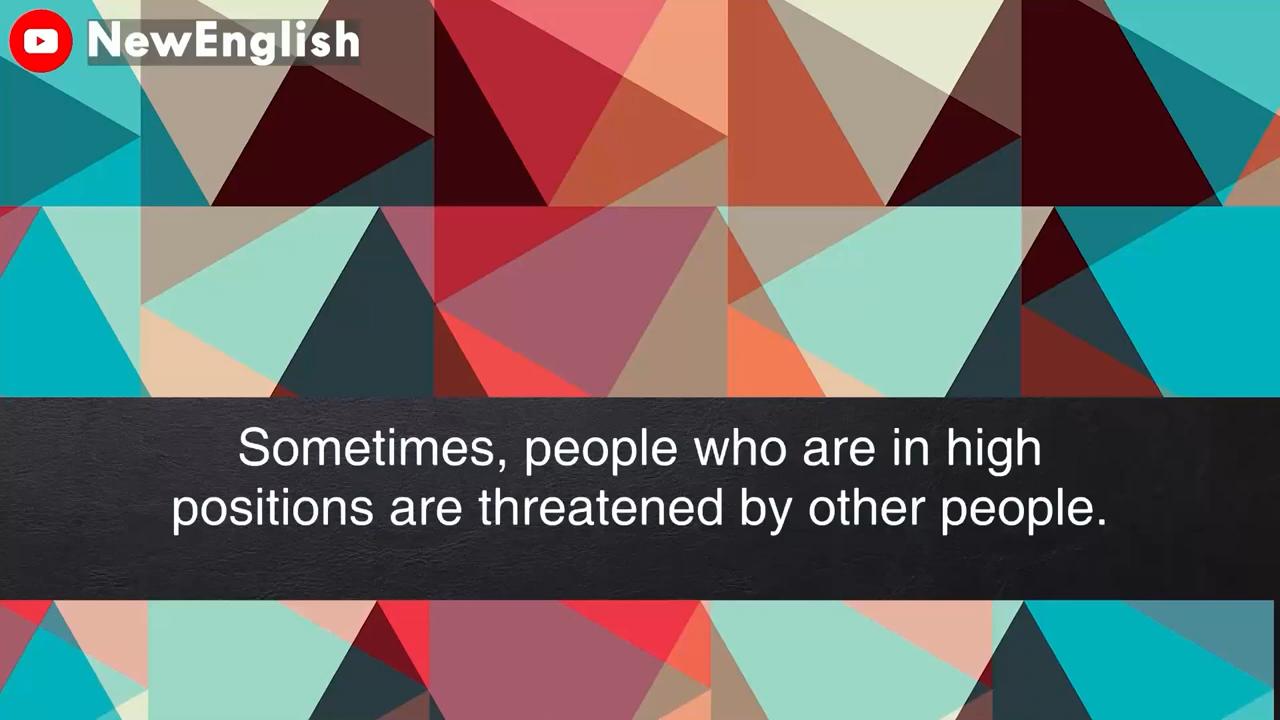 NewEnglish
Sometimes, people who are in high
positions are threatened by other people.